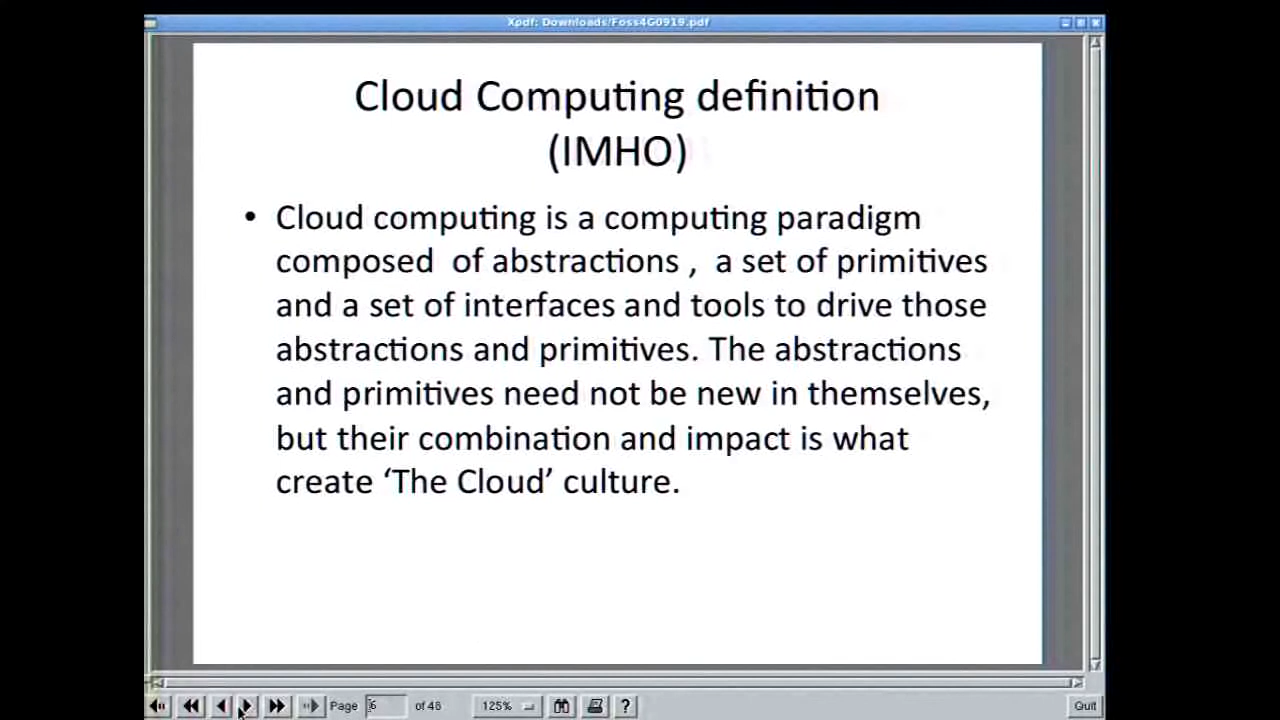 Xpdf: Downloads/Foss4G0919.pdf
Cloud Computing definition
(IMHO)
• Cloud computing is a computing paradigm
composed of abstractions , a set of primitives
and a set of interfaces and tools to drive those
abstractions and primitives. The abstractions
and primitives need not be new in themselves,
but their combination and impact is what
create ‘The Cloud’ culture.
Page 6 of 48 125% ? Quit